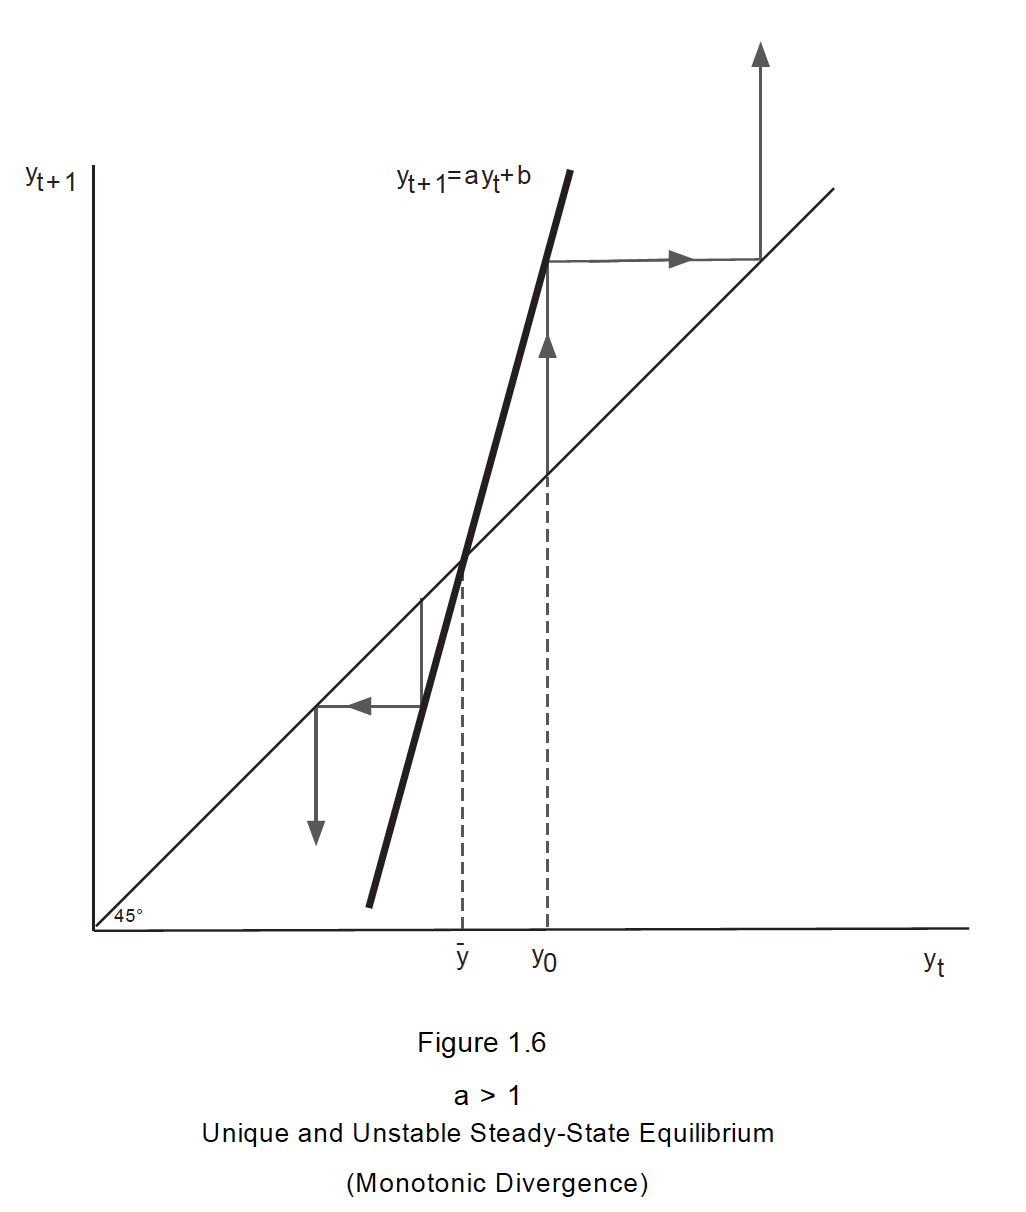 yt+1
yt+1=ayt+b
45°
ȳ
y0
yt
Figure 1.6
a > 1
Unique and Unstable Steady-State Equilibrium
(Monotonic Divergence)